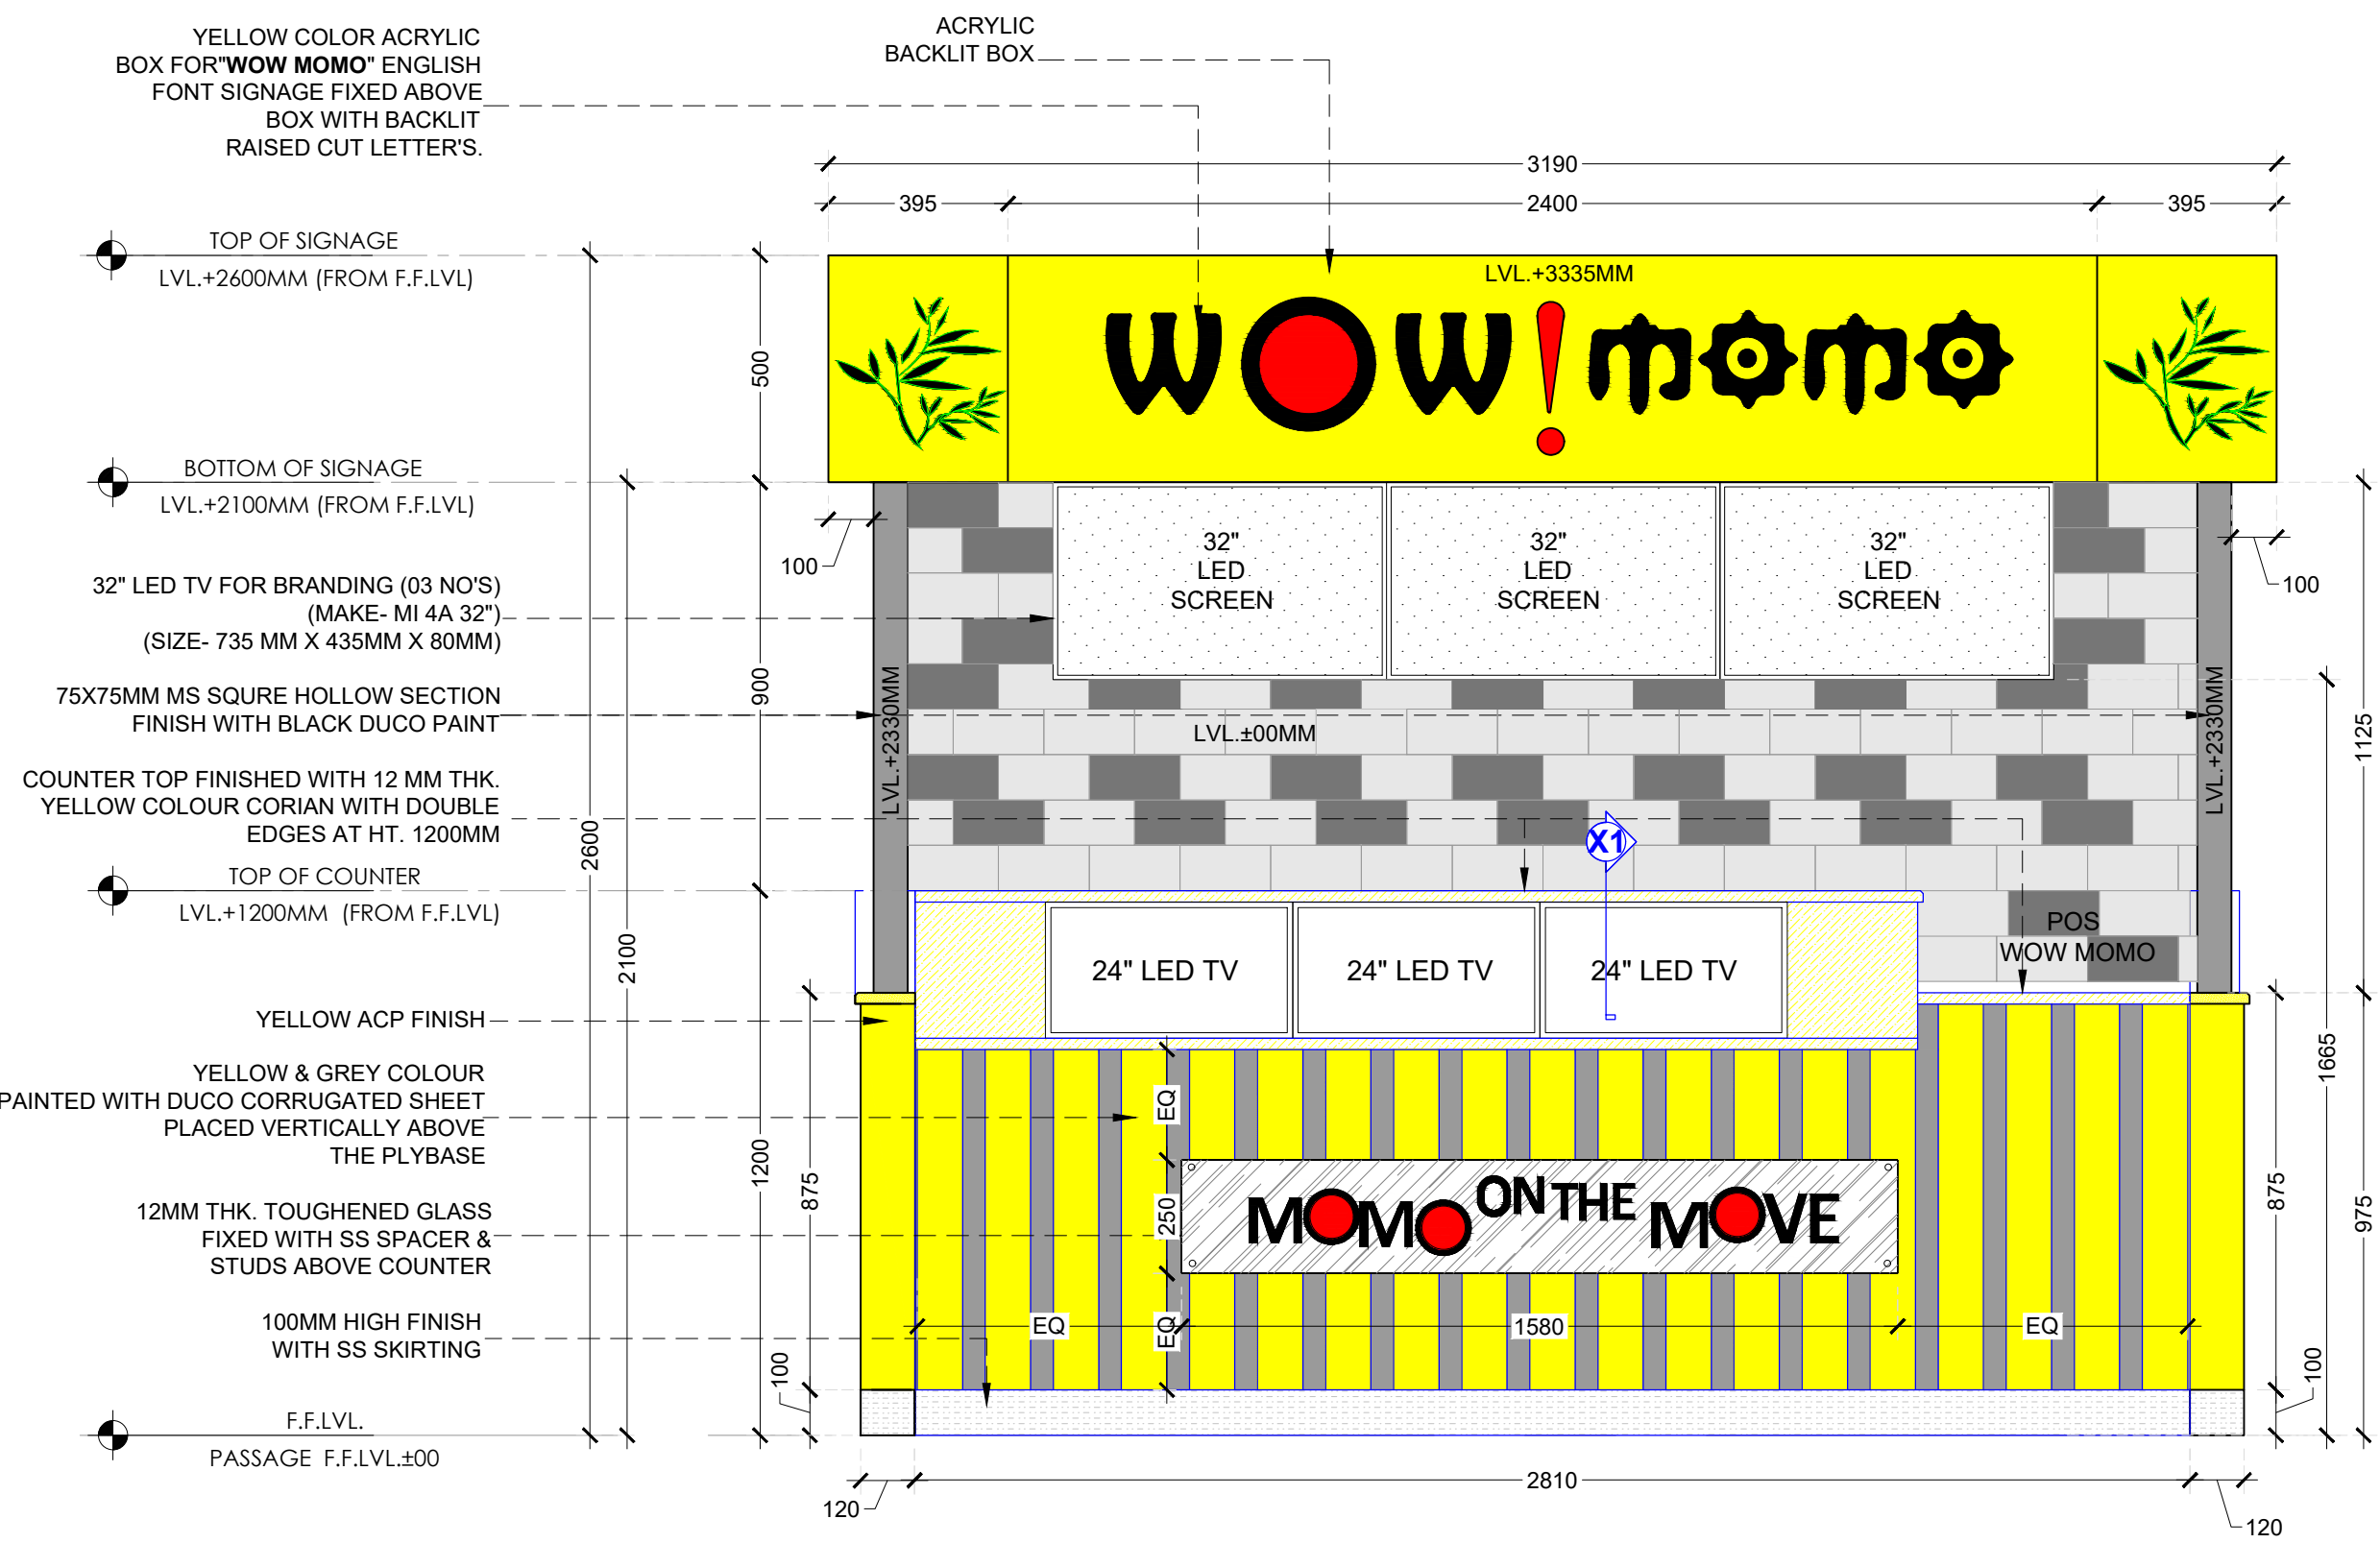 YELLOW COLOR ACRYLIC
BOX FOR"WOW MOMO" ENGLISH
FONT SIGNAGE FIXED ABOVE
BOX WITH BACKLIT
RAISED CUT LETTER'S.
ACRYLIC
BACKLIT BOX
3190
395
2400
395
TOP OF SIGNAGE
LVL.+2600MM (FROM F.F.LVL)
LVL.+3335MM
WOW!MOMO
500
BOTTOM OF SIGNAGE
LVL.+2100MM (FROM F.F.LVL)
100
100
32"
LED
SCREEN
32"
LED
SCREEN
32"
LED
SCREEN
32" LED TV FOR BRANDING (03 NO'S)
(MAKE- MI 4A 32")
(SIZE- 735 MM X 435MM X 80MM)
75X75MM MS SQURE HOLLOW SECTION
FINISH WITH BLACK DUCO PAINT
900
LVL.+2330MM
LVL.±00MM
LVL.+2330MM
1125
COUNTER TOP FINISHED WITH 12 MM THK.
YELLOW COLOUR CORIAN WITH DOUBLE
EDGES AT HT. 1200MM
2600
X1
TOP OF COUNTER
LVL.+1200MM (FROM F.F.LVL)
2100
POS
WOW MOMO
24" LED TV
24" LED TV
24" LED TV
YELLOW ACP FINISH
1665
YELLOW & GREY COLOUR
PAINTED WITH DUCO CORRUGATED SHEET
PLACED VERTICALLY ABOVE
THE PLYBASE
EQ
1200
875
875
975
12MM THK. TOUGHENED GLASS
FIXED WITH SS SPACER &
STUDS ABOVE COUNTER
250
MOMO ON THE MOVE
100MM HIGH FINISH
WITH SS SKIRTING
EQ
EQ
1580
EQ
100
100
F.F.LVL.
PASSAGE F.F.LVL.±00
2810
120
120